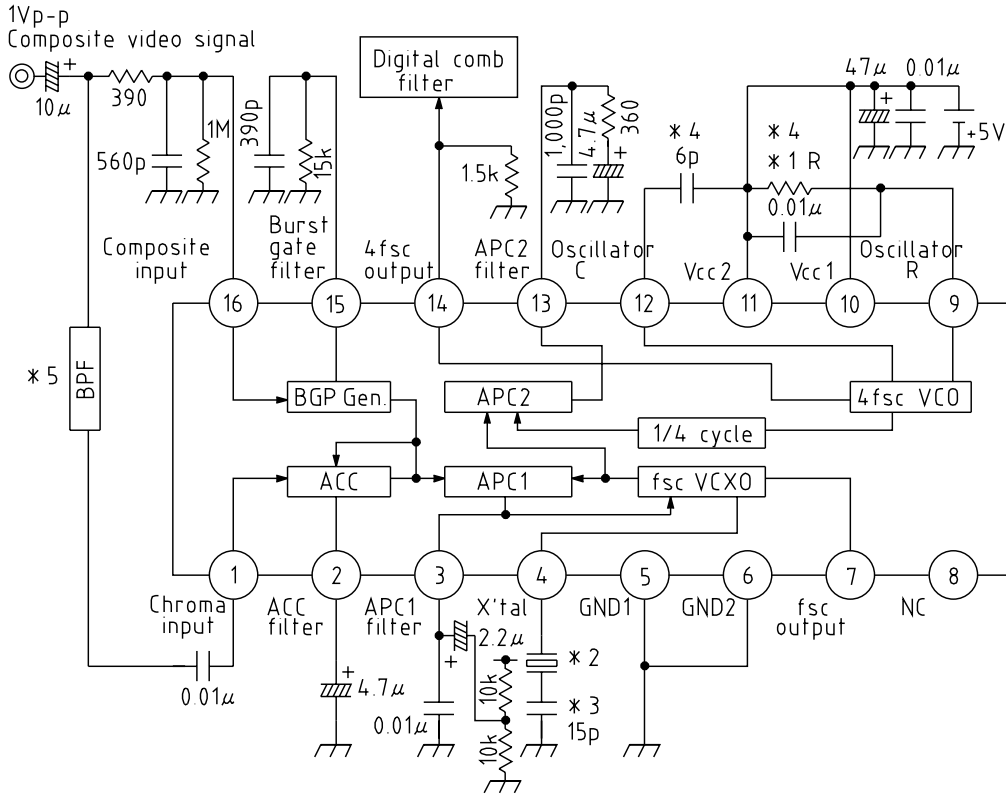 1Vp-p
Composite video signal
+
10μ
390
560p
1M
390p
15k
Digital comb
filter
1.5k
1,000p
4.7μ
360
+
* 4
6p
* 4
* 1 R
0.01μ
47μ
0.01μ
+
+5V
Composite
input
Burst
gate
filter
4fsc
output
APC2
filter
Oscillator
C
Vcc2
Vcc1
Oscillator
R
16
15
14
13
12
11
10
9
* 5
BPF
BGP Gen.
APC2
4fsc VCO
1/4 cycle
ACC
APC1
fsc VCXO
1
2
3
4
5
6
7
8
Chroma
input
ACC
filter
APC1
filter
X'tal
GND1
GND2
fsc
output
NC
0.01μ
+
4.7μ
2.2μ
+
0.01μ
10k
10k
* 2
* 3
15p